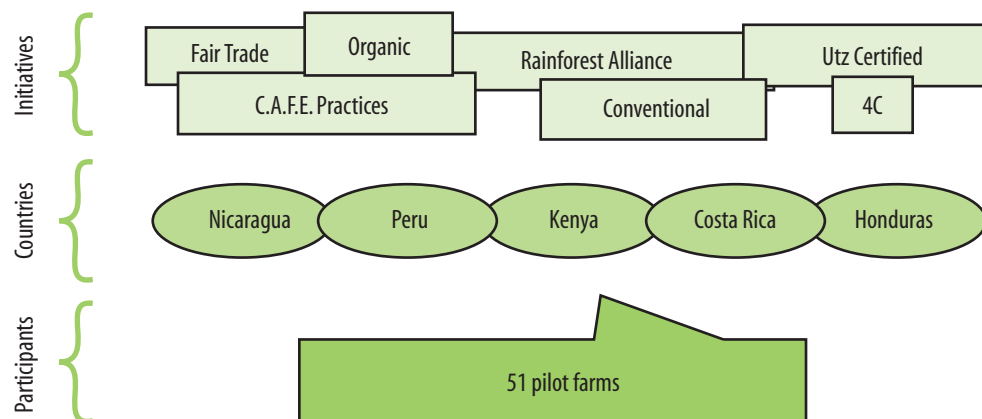 Initiatives
Fair Trade
Organic
Rainforest Alliance
Utz Certified
C.A.F.E. Practices
Conventional
4C
Countries
Nicaragua
Peru
Kenya
Costa Rica
Honduras
Participants
51 pilot farms